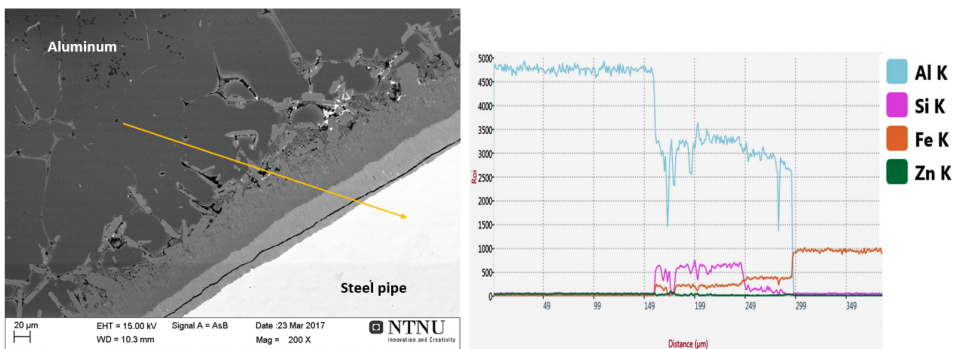 Aluminum
Steel pipe
20 µm
EHT = 15.00 kV
WD = 10.3 mm
Signal A = AsB
Date :23 Mar 2017
Mag = 200 X
NTNU
Innovation and Creativity
5000
4500
4000
3500
3000
2500
2000
1500
1000
500
0
Roi
49
99
149
199
249
299
349
Distance (µm)
Al K
Si K
Fe K
Zn K